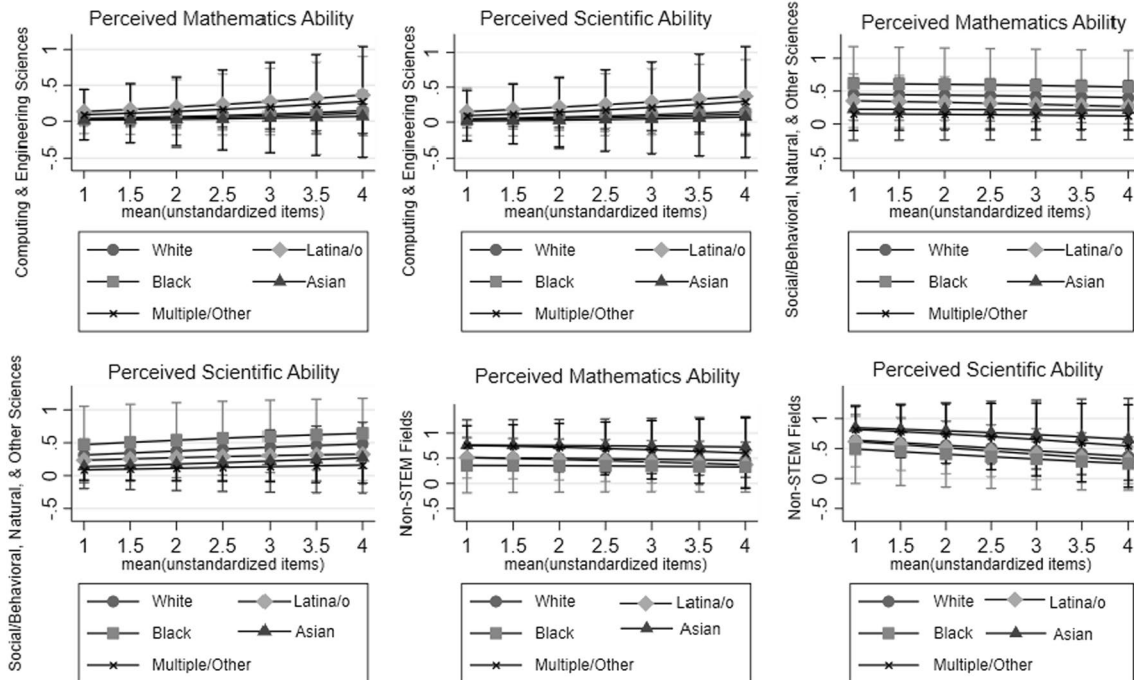 Perceived Mathematics Ability
Computing & Engineering Sciences
1
.5
0
-.5
1 1.5 2 2.5 3 3.5 4
mean(unstandardized items)
White Latina/o
Black Asian
Multiple/Other
Perceived Scientific Ability
Computing & Engineering Sciences
1
.5
0
-.5
1 1.5 2 2.5 3 3.5 4
mean(unstandardized items)
White Latina/o
Black Asian
Multiple/Other
Perceived Mathematics Ability
Social/Behavioral, Natural, & Other Sciences
1
.5
0
-.5
1 1.5 2 2.5 3 3.5 4
mean(unstandardized items)
White Latina/o
Black Asian
Multiple/Other
Perceived Scientific Ability
Social/Behavioral, Natural, & Other Sciences
1
.5
0
-.5
1 1.5 2 2.5 3 3.5 4
mean(unstandardized items)
White Latina/o
Black Asian
Multiple/Other
Perceived Mathematics Ability
Non-STEM Fields
1
.5
0
-.5
1 1.5 2 2.5 3 3.5 4
mean(unstandardized items)
White Latina/o
Black Asian
Multiple/Other
Perceived Scientific Ability
Non-STEM Fields
1
.5
0
-.5
1 1.5 2 2.5 3 3.5 4
mean(unstandardized items)
White Latina/o
Black Asian
Multiple/Other